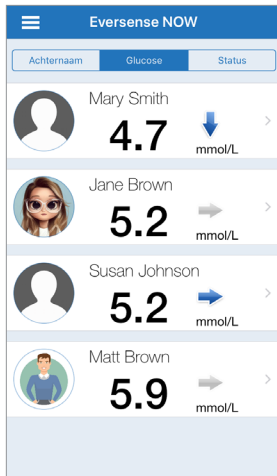 Eversense NOW
Achternaam Glucose Status
Mary Smith
4.7
mmol/L
Jane Brown
5.2
mmol/L
Susan Johnson
5.2
mmol/L
Matt Brown
5.9
mmol/L